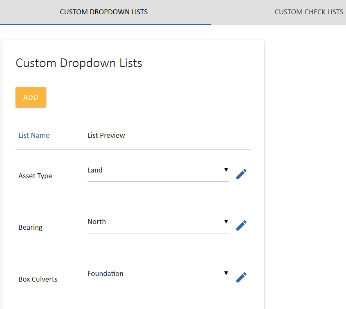 CUSTOM DROPDOWN LISTS
CUSTOM CHECK LISTS
Custom Dropdown Lists
ADD
List Name List Preview
Asset Type Land
Bearing North
Box Culverts Foundation